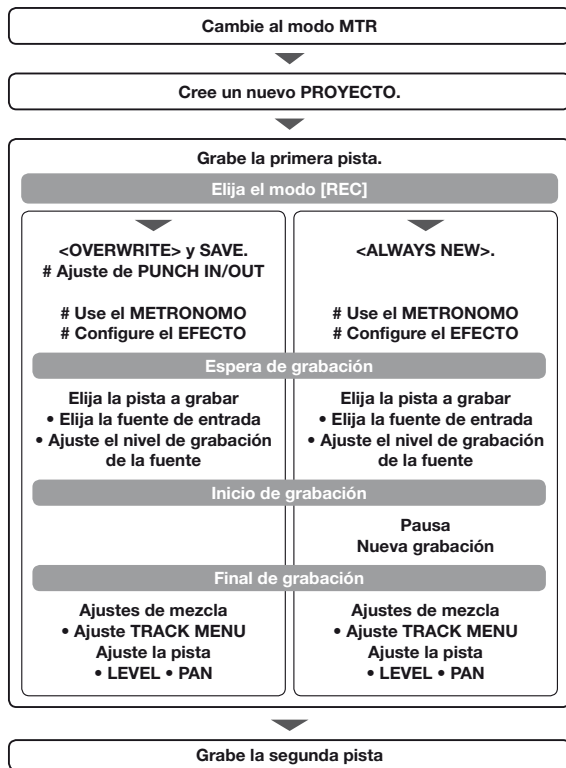 Cambie al modo MTR
Cree un nuevo PROYECTO.
Grabe la primera pista.
Elija el modo [REC]
<OVERWRITE> y SAVE.
# Ajuste de PUNCH IN/OUT
# Use el METRONOMO
# Configure el EFECTO
<ALWAYS NEW>.
# Use el METRONOMO
# Configure el EFECTO
Espera de grabación
Elija la pista a grabar
• Elija la fuente de entrada
• Ajuste el nivel de grabación
de la fuente
Elija la pista a grabar
• Elija la fuente de entrada
• Ajuste el nivel de grabación
de la fuente
Inicio de grabación
Pausa
Nueva grabación
Final de grabación
Ajustes de mezcla
• Ajuste TRACK MENU
Ajuste la pista
• LEVEL • PAN
Ajustes de mezcla
• Ajuste TRACK MENU
Ajuste la pista
• LEVEL • PAN
Grabe la segunda pista